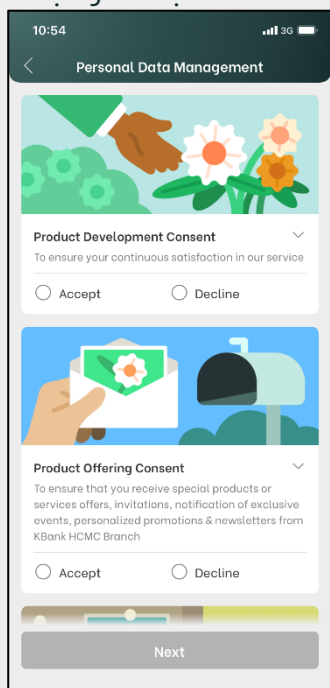 10:54
3G
Personal Data Management
Product Development Consent
To ensure your continuous satisfaction in our service
Accept
Decline
Product Offering Consent
To ensure that you receive special products or
services offers, invitations, notification of exclusive
events, personalized promotions & newsletters from
KBank HCMC Branch
Accept
Decline
Next